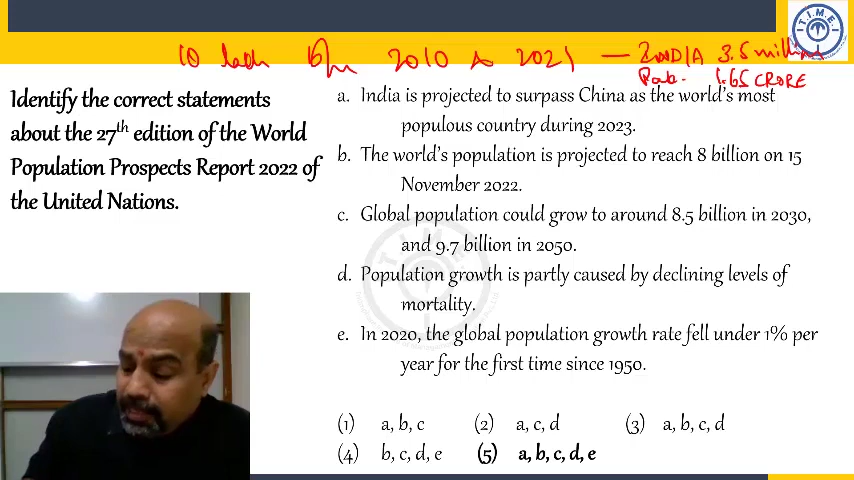 T.I.M.E.
10 lakh b/n 2010 to 2021 — INDIA 3.5 million
Pak. 1.65 CRORE
Identify the correct statements
about the 27th edition of the World
Population Prospects Report 2022 of
the United Nations.
a. India is projected to surpass China as the world's most
populous country during 2023.
b. The world's population is projected to reach 8 billion on 15
November 2022.
c. Global population could grow to around 8.5 billion in 2030,
and 9.7 billion in 2050.
d. Population growth is partly caused by declining levels of
mortality.
e. In 2020, the global population growth rate fell under 1% per
year for the first time since 1950.
(1) a, b, c (2) a, c, d (3) a, b, c, d
(4) b, c, d, e (5) a, b, c, d, e